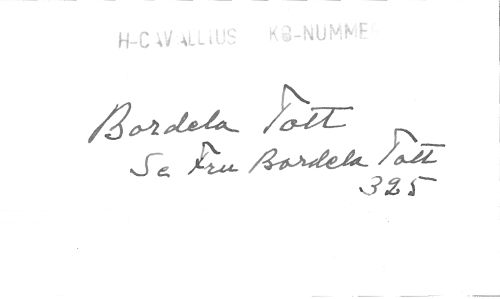 H-CAVALLIUS KB-NUMMER
Bordela Tott
Se Fru Bordela Tott
325